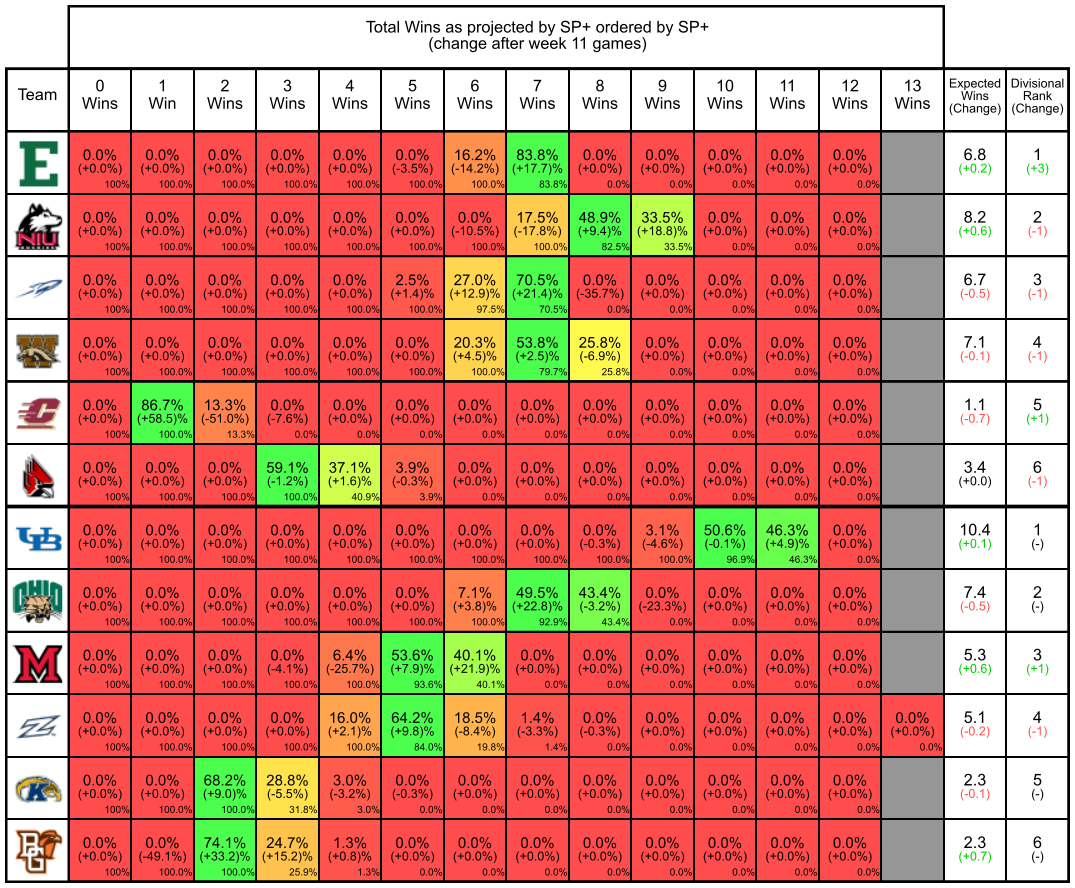 Total Wins as projected by SP+ ordered by SP+
(change after week 11 games)
Team 0 Wins 1 Win 2 Wins 3 Wins 4 Wins 5 Wins 6 Wins 7 Wins 8 Wins 9 Wins 10 Wins 11 Wins 12 Wins 13 Wins Expected Wins (Change) Divisional Rank (Change)
E
0.0% 0.0% 0.0% 0.0% 0.0% 0.0% 16.2% 83.8% 0.0% 0.0% 0.0% 0.0% 0.0% 6.8 1
(+0.0%) (+0.0%) (+0.0%) (+0.0%) (+0.0%) (-3.5%) (-14.2%) (+17.7)% (+0.0%) (+0.0%) (+0.0%) (+0.0%) (+0.0%) (+0.2) (+3)
100% 100.0% 100.0% 100.0% 100.0% 100.0% 100.0% 83.8% 0.0% 0.0% 0.0% 0.0% 0.0%
NIU
0.0% 0.0% 0.0% 0.0% 0.0% 0.0% 0.0% 17.5% 48.9% 33.5% 0.0% 0.0% 0.0% 8.2 2
(+0.0%) (+0.0%) (+0.0%) (+0.0%) (+0.0%) (+0.0%) (-10.5%) (-17.8%) (+9.4)% (+18.8)% (+0.0%) (+0.0%) (+0.0%) (+0.6) (-1)
100% 100.0% 100.0% 100.0% 100.0% 100.0% 100.0% 100.0% 82.5% 33.5% 0.0% 0.0% 0.0%
0.0% 0.0% 0.0% 0.0% 0.0% 2.5% 27.0% 70.5% 0.0% 0.0% 0.0% 0.0% 0.0% 6.7 3
(+0.0%) (+0.0%) (+0.0%) (+0.0%) (+0.0%) (+1.4)% (+12.9)% (+21.4)% (-35.7%) (+0.0%) (+0.0%) (+0.0%) (+0.0%) (-0.5) (-1)
100% 100.0% 100.0% 100.0% 100.0% 100.0% 97.5% 70.5% 0.0% 0.0% 0.0% 0.0% 0.0%
W
0.0% 0.0% 0.0% 0.0% 0.0% 0.0% 20.3% 53.8% 25.8% 0.0% 0.0% 0.0% 0.0% 7.1 4
(+0.0%) (+0.0%) (+0.0%) (+0.0%) (+0.0%) (+0.0%) (+4.5)% (+2.5)% (-6.9%) (+0.0%) (+0.0%) (+0.0%) (+0.0%) (-0.1) (-1)
100% 100.0% 100.0% 100.0% 100.0% 100.0% 100.0% 79.7% 25.8% 0.0% 0.0% 0.0% 0.0%
C
0.0% 86.7% 13.3% 0.0% 0.0% 0.0% 0.0% 0.0% 0.0% 0.0% 0.0% 0.0% 0.0% 1.1 5
(+0.0%) (+58.5)% (-51.0%) (-7.6%) (+0.0%) (+0.0%) (+0.0%) (+0.0%) (+0.0%) (+0.0%) (+0.0%) (+0.0%) (+0.0%) (-0.7) (+1)
100% 100.0% 13.3% 0.0% 0.0% 0.0% 0.0% 0.0% 0.0% 0.0% 0.0% 0.0% 0.0%
0.0% 0.0% 0.0% 59.1% 37.1% 3.9% 0.0% 0.0% 0.0% 0.0% 0.0% 0.0% 0.0% 3.4 6
(+0.0%) (+0.0%) (+0.0%) (-1.2%) (+1.6)% (-0.3%) (+0.0%) (+0.0%) (+0.0%) (+0.0%) (+0.0%) (+0.0%) (+0.0%) (+0.0) (-1)
100% 100.0% 100.0% 100.0% 40.9% 3.9% 0.0% 0.0% 0.0% 0.0% 0.0% 0.0% 0.0%
UB
0.0% 0.0% 0.0% 0.0% 0.0% 0.0% 0.0% 0.0% 0.0% 3.1% 50.6% 46.3% 0.0% 10.4 1
(+0.0%) (+0.0%) (+0.0%) (+0.0%) (+0.0%) (+0.0%) (+0.0%) (+0.0%) (-0.3%) (-4.6%) (-0.1%) (+4.9)% (+0.0%) (+0.1) (-)
100% 100.0% 100.0% 100.0% 100.0% 100.0% 100.0% 100.0% 100.0% 100.0% 96.9% 46.3% 0.0%
OHIO
0.0% 0.0% 0.0% 0.0% 0.0% 0.0% 7.1% 49.5% 43.4% 0.0% 0.0% 0.0% 0.0% 7.4 2
(+0.0%) (+0.0%) (+0.0%) (+0.0%) (+0.0%) (+0.0%) (+3.8)% (+22.8)% (-3.2%) (-23.3%) (+0.0%) (+0.0%) (+0.0%) (-0.5) (-)
100% 100.0% 100.0% 100.0% 100.0% 100.0% 100.0% 92.9% 43.4% 0.0% 0.0% 0.0% 0.0%
M
0.0% 0.0% 0.0% 0.0% 6.4% 53.6% 40.1% 0.0% 0.0% 0.0% 0.0% 0.0% 0.0% 5.3 3
(+0.0%) (+0.0%) (+0.0%) (-4.1%) (-25.7%) (+7.9)% (+21.9)% (+0.0%) (+0.0%) (+0.0%) (+0.0%) (+0.0%) (+0.0%) (+0.6) (+1)
100% 100.0% 100.0% 100.0% 100.0% 93.6% 40.1% 0.0% 0.0% 0.0% 0.0% 0.0% 0.0%
0.0% 0.0% 0.0% 0.0% 16.0% 64.2% 18.5% 1.4% 0.0% 0.0% 0.0% 0.0% 0.0% 0.0% 5.1 4
(+0.0%) (+0.0%) (+0.0%) (+0.0%) (+2.1)% (+9.8)% (-8.4%) (-3.3%) (-0.3%) (+0.0%) (+0.0%) (+0.0%) (+0.0%) (+0.0%) (-0.2) (-1)
100% 100.0% 100.0% 100.0% 100.0% 84.0% 19.8% 1.4% 0.0% 0.0% 0.0% 0.0% 0.0% 0.0%
K
0.0% 0.0% 68.2% 28.8% 3.0% 0.0% 0.0% 0.0% 0.0% 0.0% 0.0% 0.0% 0.0% 2.3 5
(+0.0%) (+0.0%) (+9.0)% (-5.5%) (-3.2%) (-0.3%) (+0.0%) (+0.0%) (+0.0%) (+0.0%) (+0.0%) (+0.0%) (+0.0%) (-0.1) (-)
100% 100.0% 100.0% 31.8% 3.0% 0.0% 0.0% 0.0% 0.0% 0.0% 0.0% 0.0% 0.0%
BG
0.0% 0.0% 74.1% 24.7% 1.3% 0.0% 0.0% 0.0% 0.0% 0.0% 0.0% 0.0% 0.0% 2.3 6
(+0.0%) (-49.1%) (+33.2)% (+15.2)% (+0.8)% (+0.0%) (+0.0%) (+0.0%) (+0.0%) (+0.0%) (+0.0%) (+0.0%) (+0.0%) (+0.7) (-)
100% 100.0% 100.0% 25.9% 1.3% 0.0% 0.0% 0.0% 0.0% 0.0% 0.0% 0.0% 0.0%